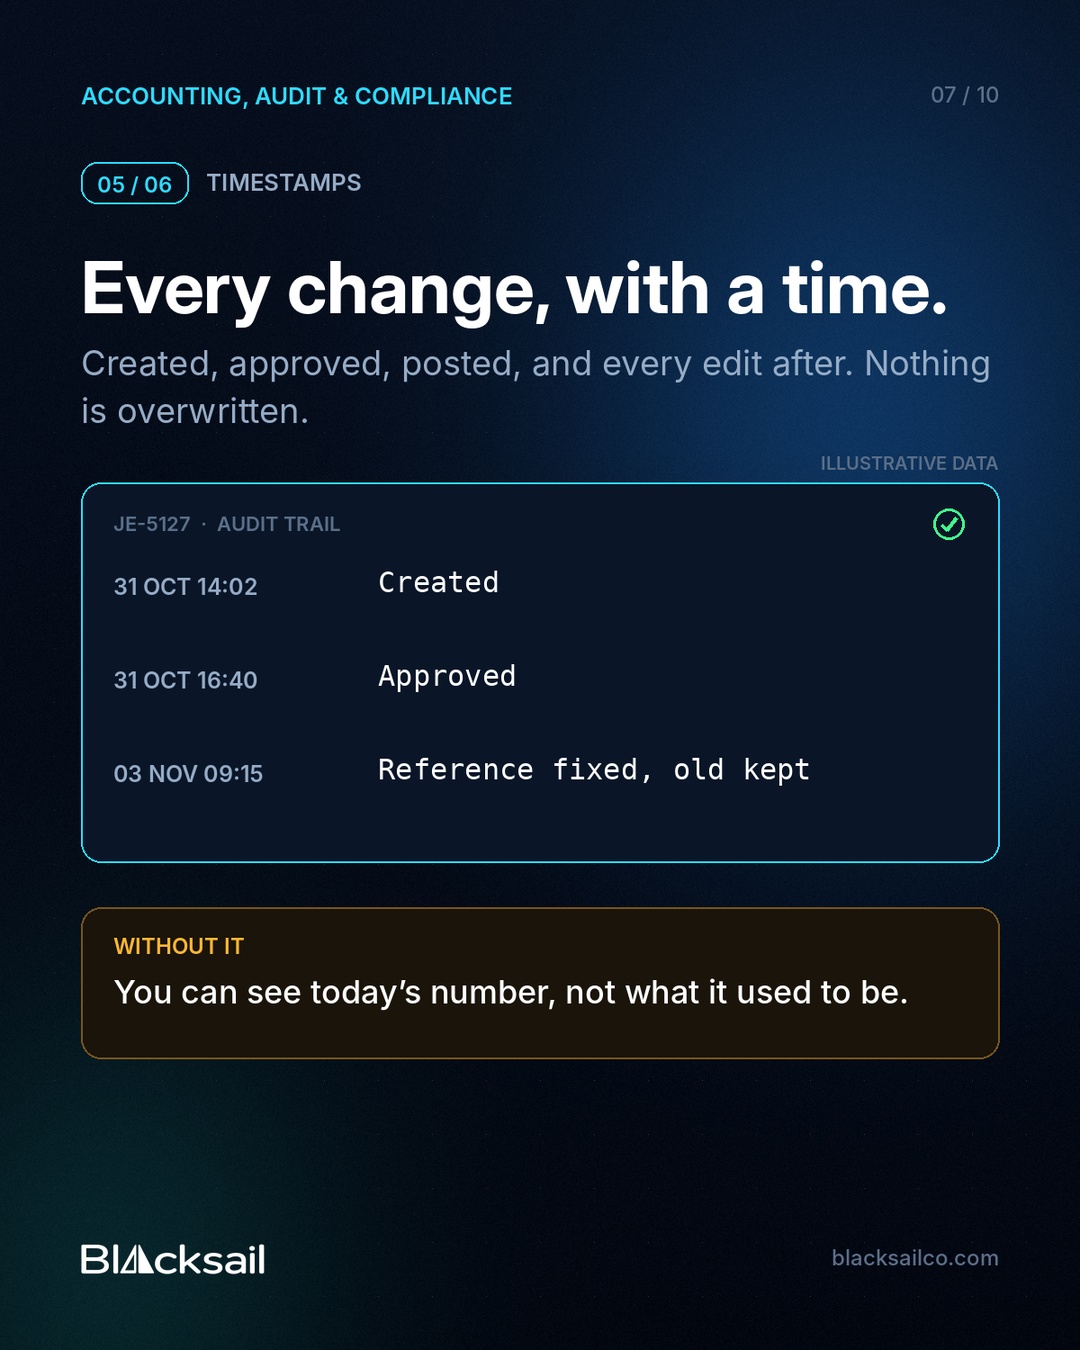 ACCOUNTING, AUDIT & COMPLIANCE
07 / 10
05 / 06 TIMESTAMPS
Every change, with a time.
Created, approved, posted, and every edit after. Nothing
is overwritten.
ILLUSTRATIVE DATA
JE-5127 · AUDIT TRAIL
31 OCT 14:02 Created
31 OCT 16:40 Approved
03 NOV 09:15 Reference fixed, old kept
WITHOUT IT
You can see today’s number, not what it used to be.
Blacksail
blacksailco.com